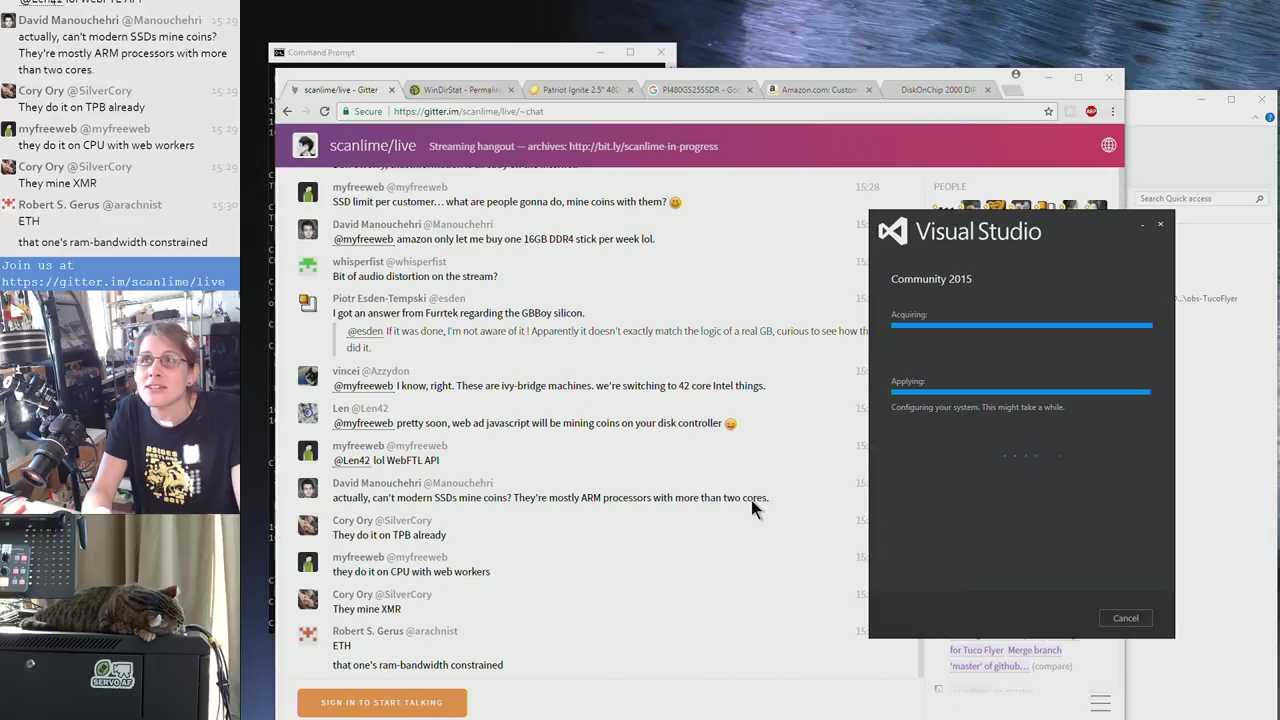 David Manouchehri @Manouchehri 15:29
actually, can't modern SSDs mine coins?
They're mostly ARM processors with more
than two cores.
Cory Ory @SilverCory 15:29
They do it on TPB already
myfreeweb @myfreeweb 15:29
they do it on CPU with web workers
Cory Ory @SilverCory 15:29
They mine XMR
Robert S. Gerus @arachnist 15:30
ETH
that one's ram-bandwidth constrained
Join us at
https://gitter.im/scanlime/live
SERVO AF
Command Prompt
scanlime/live - Gitter
WinDirStat - Permalin
Patriot Ignite 2.5" 480
PI480GS25SSDR - Go
Amazon.com: Custom
DiskOnChip 2000 DIP
Secure
https://gitter.im/scanlime/live/~chat
ABP
scanlime/live Streaming hangout — archives: http://bit.ly/scanlime-in-progress
myfreeweb @myfreeweb 15:28
SSD limit per customer… what are people gonna do, mine coins with them?
David Manouchehri @Manouchehri
@myfreeweb amazon only let me buy one 16GB DDR4 stick per week lol.
whisperfist @whisperfist
Bit of audio distortion on the stream?
Piotr Esden-Tempski @esden
I got an answer from Furrtek regarding the GBBoy silicon.
@esden If it was done, I'm not aware of it ! Apparently it doesn't exactly match the logic of a real GB, curious to see how th
did it.
vincei @Azzydon
@myfreeweb I know, right. These are ivy-bridge machines. we're switching to 42 core Intel things.
Len @Len42
@myfreeweb pretty soon, web ad javascript will be mining coins on your disk controller
myfreeweb @myfreeweb
@Len42 lol WebFTL API
David Manouchehri @Manouchehri
actually, can't modern SSDs mine coins? They're mostly ARM processors with more than two cores.
Cory Ory @SilverCory
They do it on TPB already
myfreeweb @myfreeweb
they do it on CPU with web workers
Cory Ory @SilverCory
They mine XMR
Robert S. Gerus @arachnist
ETH
that one's ram-bandwidth constrained
SIGN IN TO START TALKING
PEOPLE
Search Quick access
...\obs-TucoFlyer
Visual Studio
Community 2015
Acquiring:
Applying:
Configuring your system. This might take a while.
Cancel
for Tuco Flyer Merge branch
'master' of github… (compare)